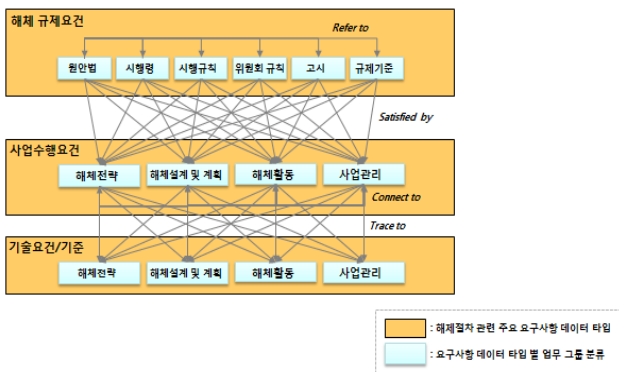 해체 규제요건
Refer to
원안법
시행령
시행규칙
위원회 규칙
고시
규제기준
Satisfied by
사업수행요건
해체전략
해체설계 및 계획
해체활동
사업관리
Connect to
Trace to
기술요건/기준
해체전략
해체설계 및 계획
해체활동
사업관리
: 해제절차 관련 주요 요구사항 데이터 타입
: 요구사항 데이터 타입 별 업무 그룹 분류